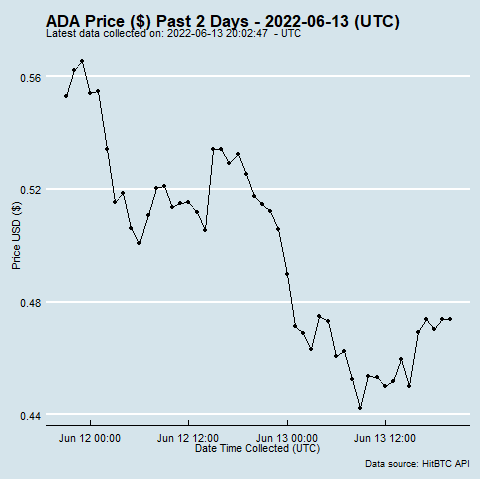 ADA Price ($) Past 2 Days - 2022-06-13 (UTC)
Latest data collected on: 2022-06-13 20:02:47  - UTC
0.56
0.52
0.48
0.44
Price USD ($)
Jun 12 00:00 Jun 12 12:00 Jun 13 00:00 Jun 13 12:00
Date Time Collected (UTC)
Data source: HitBTC API